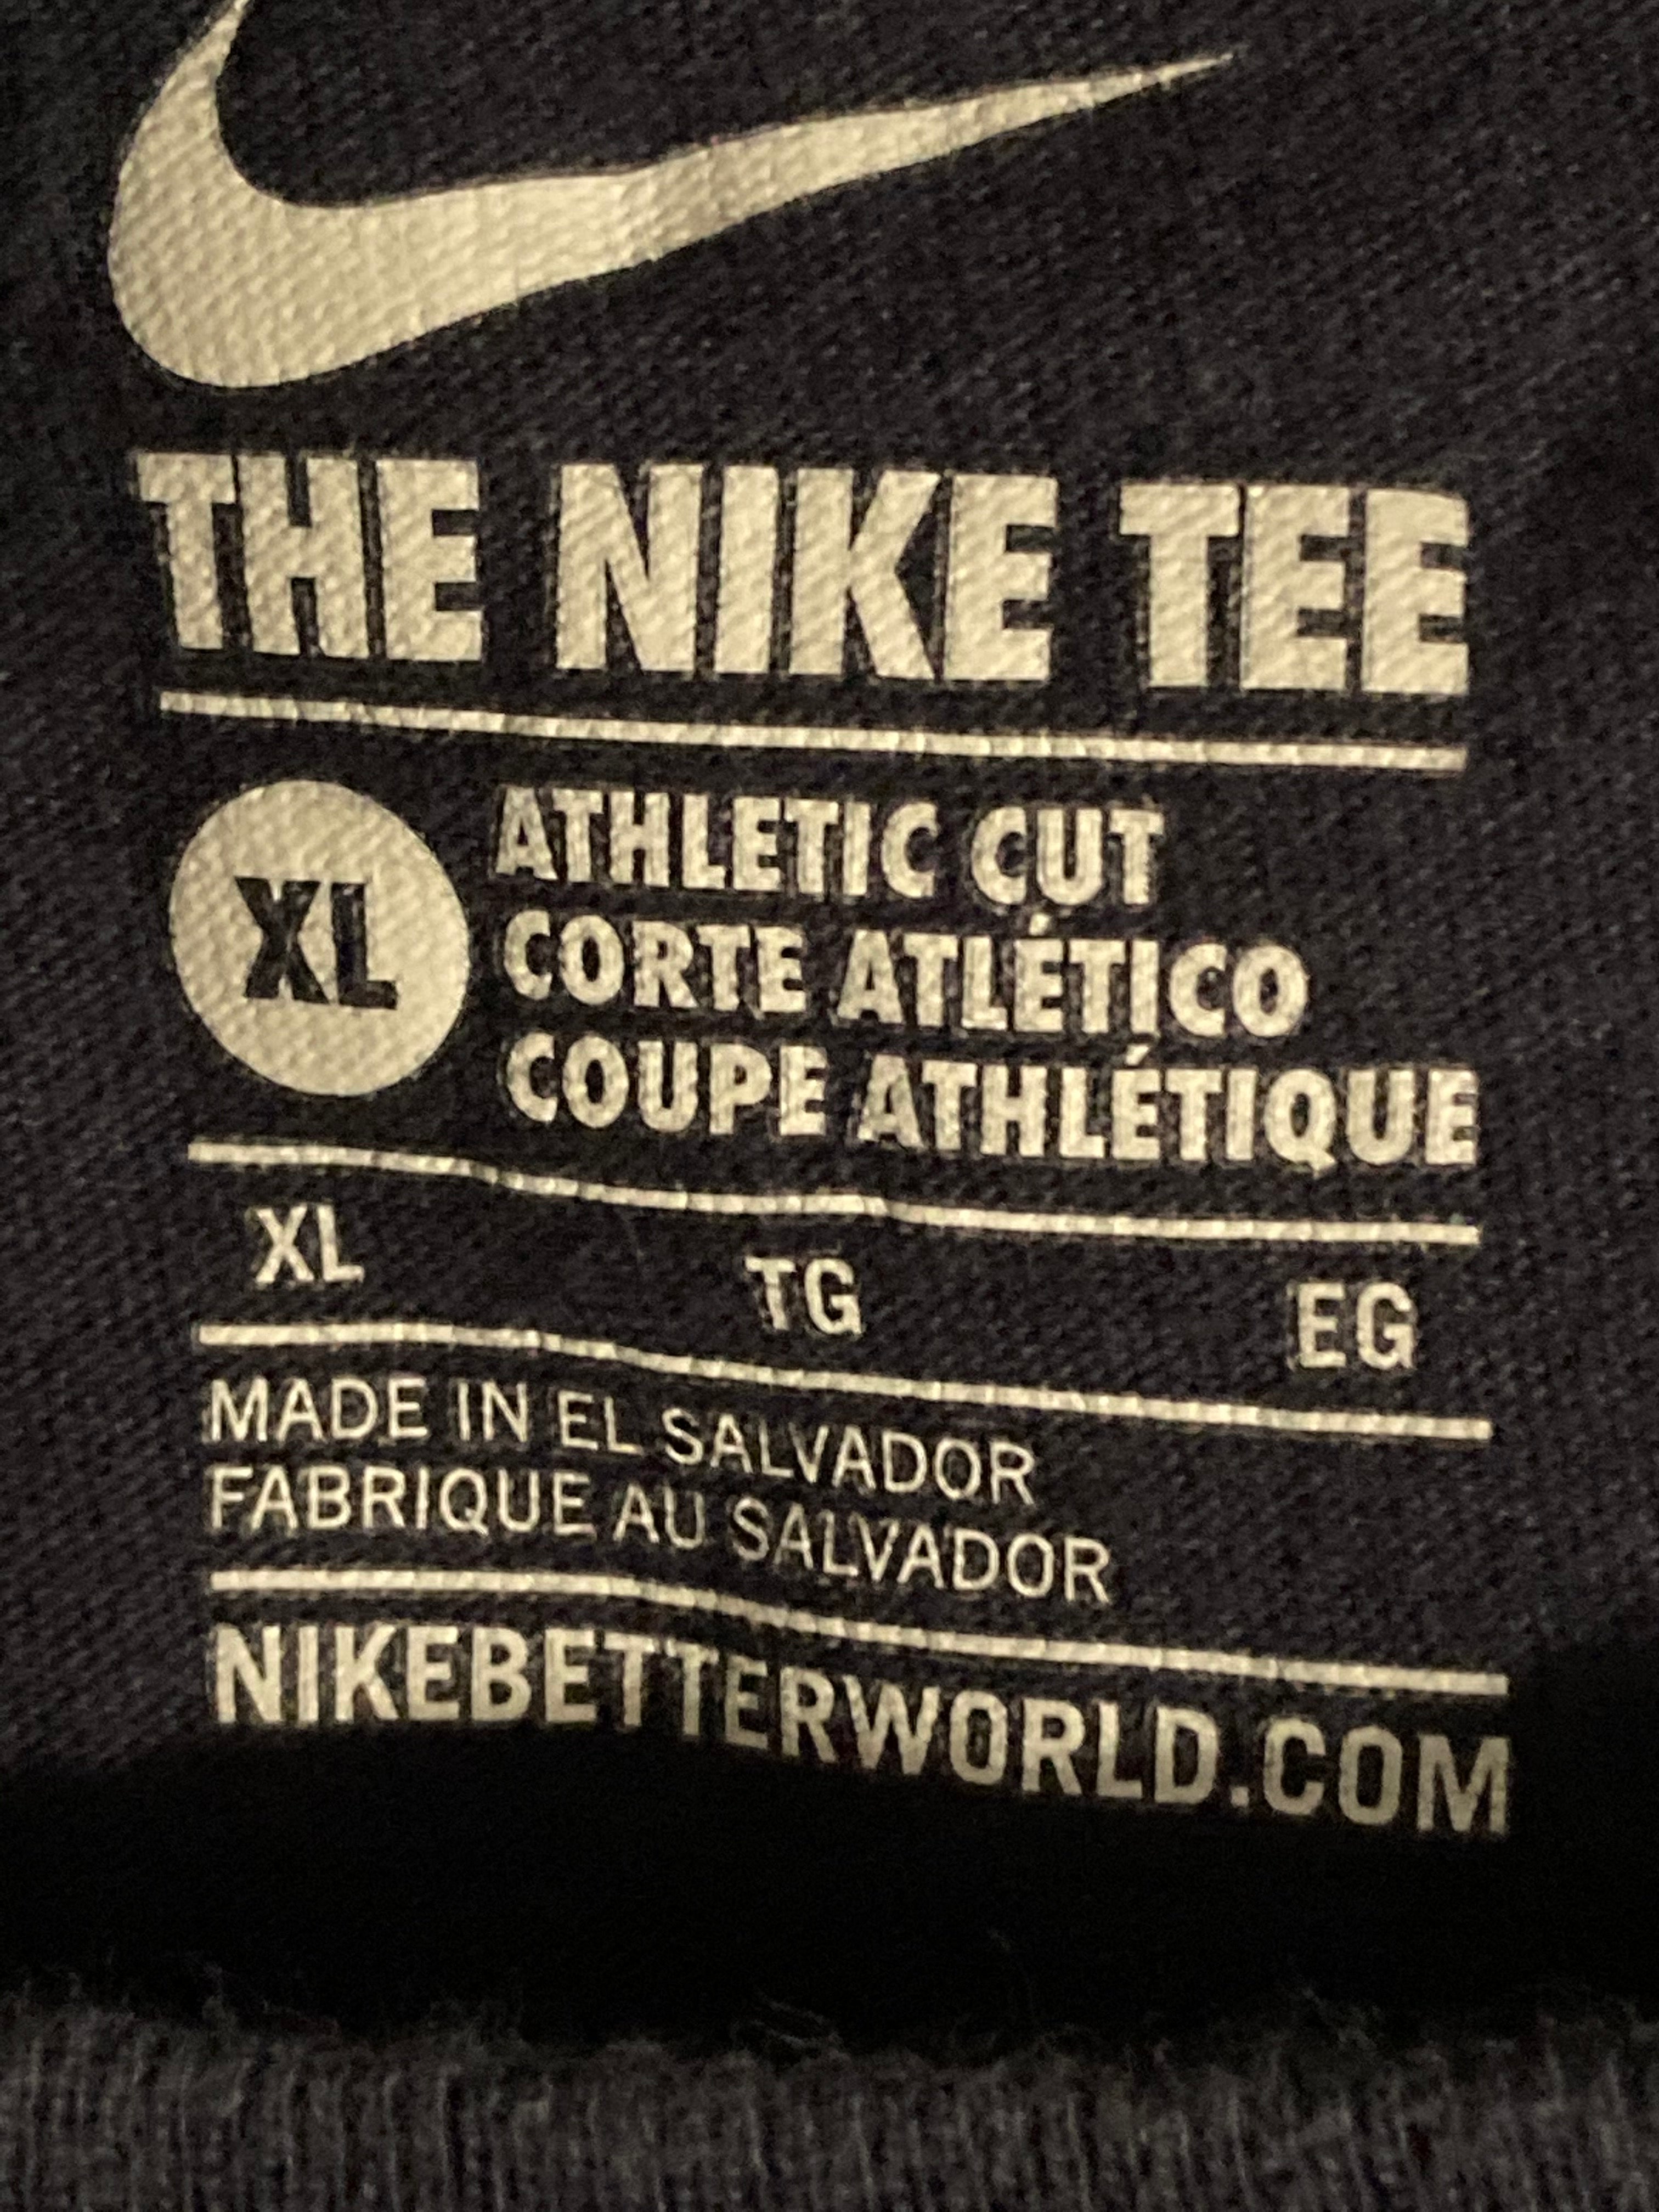 THE NIKE TEE
XL
ATHLETIC CUT
CORTE ATLÉTICO
COUPE ATHLÉTIQUE
XL TG EG
MADE IN EL SALVADOR
FABRIQUE AU SALVADOR
NIKEBETTERWORLD.COM